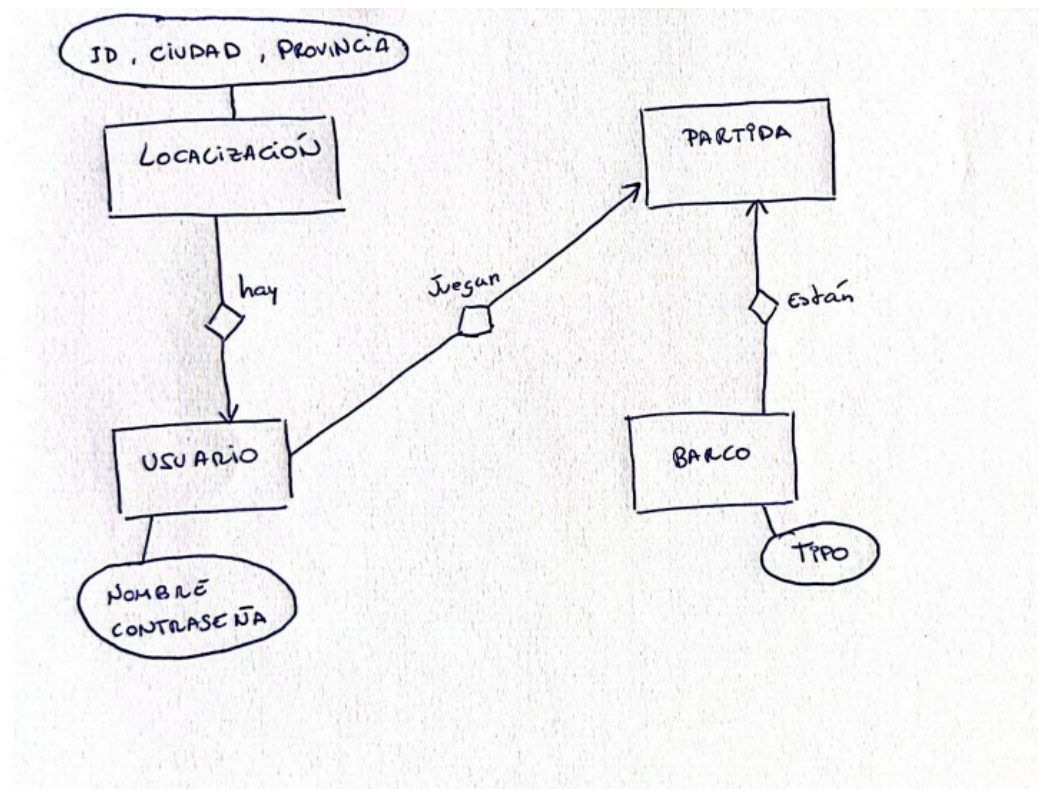 ID, CIUDAD, PROVINCIA
LOCALIZACIÓN
PARTIDA
hay
Juegan
Están
USUARIO
BARCO
NOMBRE
CONTRASEÑA
TIPO